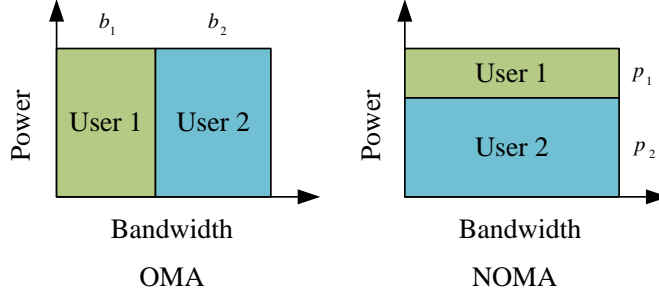 b1 b2
User 1 User 2
Power
Bandwidth
OMA
User 1 p1
User 2 p2
Power
Bandwidth
NOMA